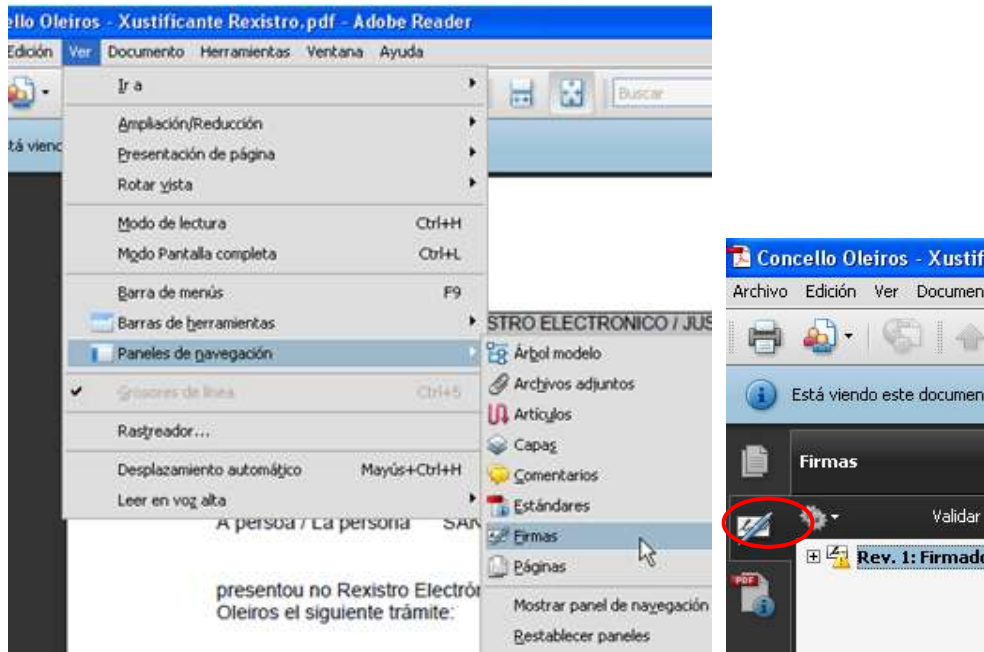 ello Oleiros - Xustificante Rexistro.pdf - Adobe Reader
Edición Ver Documento Herramientas Ventana Ayuda
Buscar
tá viend
Ir a
Ampliación/Reducción
Presentación de página
Rotar vista
Modo de lectura Ctrl+H
Modo Pantalla completa Ctrl+L
Barra de menús F9
Barras de herramientas
Paneles de navegación
Grosores de línea Ctrl+5
Rastreador...
Desplazamiento automático Mayús+Ctrl+H
Leer en voz alta
STRO ELECTRONICO / JUS
Árbol modelo
Archivos adjuntos
Artículos
Capas
Comentarios
Estándares
Firmas
Páginas
Mostrar panel de navegación
Restablecer paneles
A persoa / La persona SAN
presentou no Rexistro Electrón
Oleiros el siguiente trámite:
Concello Oleiros - Xustif
Archivo Edición Ver Documen
Está viendo este documen
Firmas
Validar
Rev. 1: Firmado
PDF